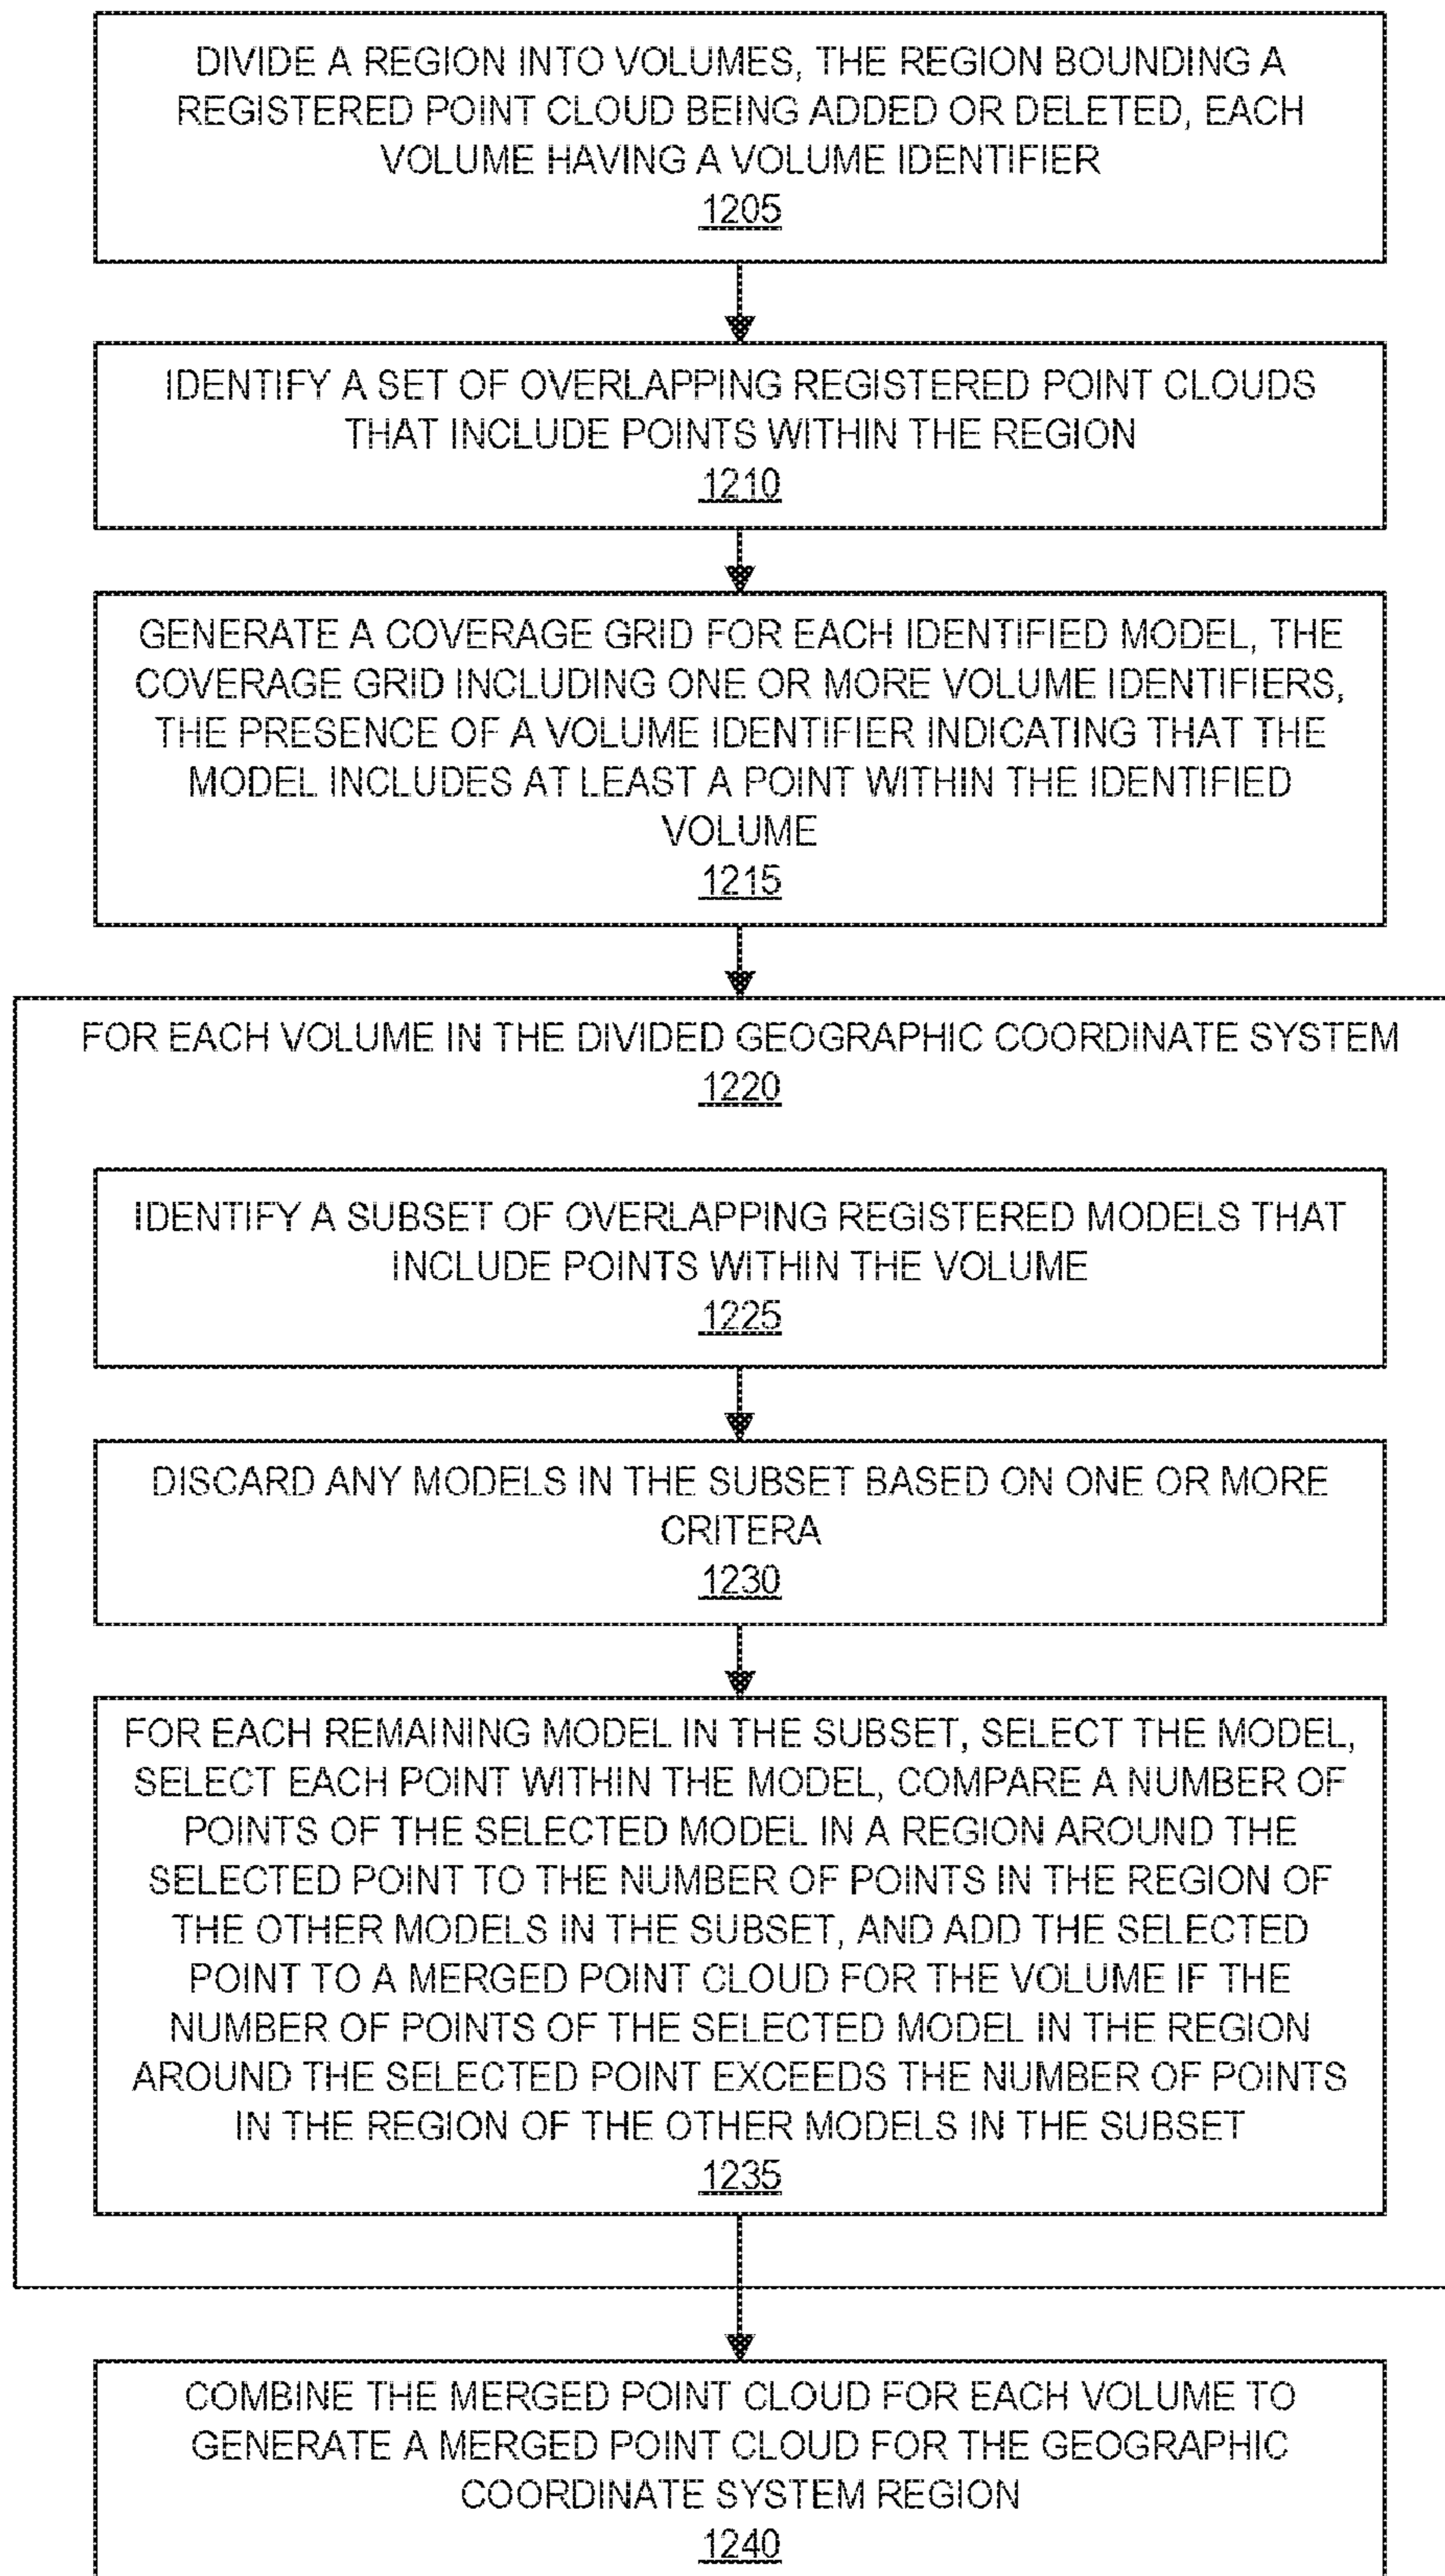 DIVIDE A REGION INTO VOLUMES, THE REGION BOUNDING A
REGISTERED POINT CLOUD BEING ADDED OR DELETED, EACH
VOLUME HAVING A VOLUME IDENTIFIER
1205
IDENTIFY A SET OF OVERLAPPING REGISTERED POINT CLOUDS
THAT INCLUDE POINTS WITHIN THE REGION
1210
GENERATE A COVERAGE GRID FOR EACH IDENTIFIED MODEL, THE
COVERAGE GRID INCLUDING ONE OR MORE VOLUME IDENTIFIERS,
THE PRESENCE OF A VOLUME IDENTIFIER INDICATING THAT THE
MODEL INCLUDES AT LEAST A POINT WITHIN THE IDENTIFIED
VOLUME
1215
FOR EACH VOLUME IN THE DIVIDED GEOGRAPHIC COORDINATE SYSTEM
1220
IDENTIFY A SUBSET OF OVERLAPPING REGISTERED MODELS THAT
INCLUDE POINTS WITHIN THE VOLUME
1225
DISCARD ANY MODELS IN THE SUBSET BASED ON ONE OR MORE
CRITERA
1230
FOR EACH REMAINING MODEL IN THE SUBSET, SELECT THE MODEL,
SELECT EACH POINT WITHIN THE MODEL, COMPARE A NUMBER OF
POINTS OF THE SELECTED MODEL IN A REGION AROUND THE
SELECTED POINT TO THE NUMBER OF POINTS IN THE REGION OF
THE OTHER MODELS IN THE SUBSET, AND ADD THE SELECTED
POINT TO A MERGED POINT CLOUD FOR THE VOLUME IF THE
NUMBER OF POINTS OF THE SELECTED MODEL IN THE REGION
AROUND THE SELECTED POINT EXCEEDS THE NUMBER OF POINTS
IN THE REGION OF THE OTHER MODELS IN THE SUBSET
1235
COMBINE THE MERGED POINT CLOUD FOR EACH VOLUME TO
GENERATE A MERGED POINT CLOUD FOR THE GEOGRAPHIC
COORDINATE SYSTEM REGION
1240